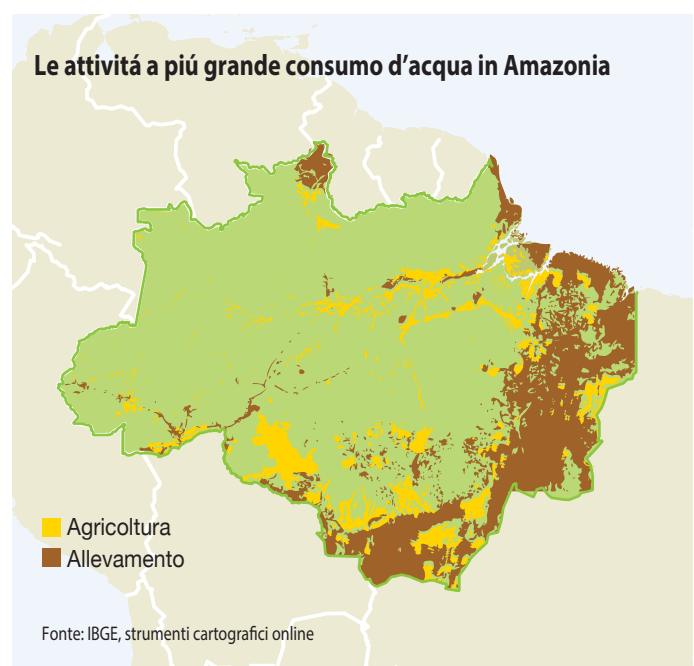 Le attivitá a piú grande consumo d’acqua in Amazonia
Agricoltura
Allevamento
Fonte: IBGE, strumenti cartografici online